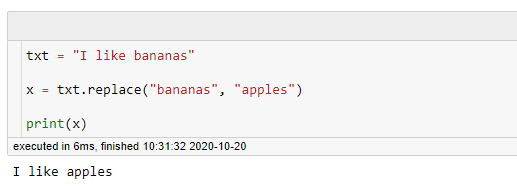 txt = "I like bananas"
x = txt.replace("bananas", "apples")
print(x)
executed in 6ms, finished 10:31:32 2020-10-20
I like apples